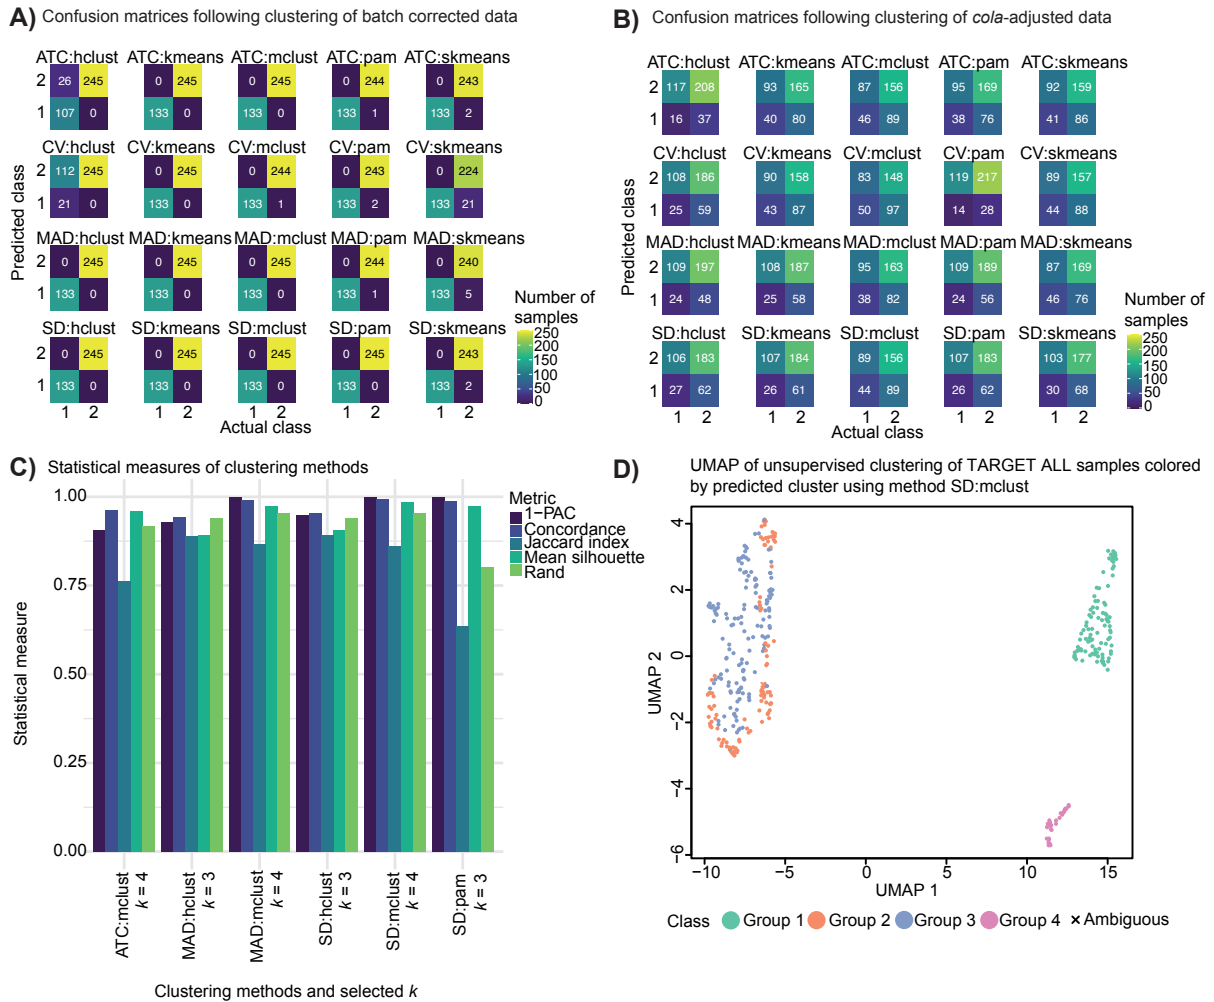 A) Confusion matrices following clustering of batch corrected data
ATC:hclust ATC:kmeans ATC:mclust ATC:pam ATC:skmeans
2 26 245 0 245 0 245 0 244 0 243
1 107 0 133 0 133 0 133 1 133 2
CV:hclust CV:kmeans CV:mclust CV:pam CV:skmeans
2 112 245 0 245 0 244 0 243 0 224
1 21 0 133 0 133 1 133 2 133 21
MAD:hclust MAD:kmeans MAD:mclust MAD:pam MAD:skmeans
2 0 245 0 245 0 245 0 244 0 240
1 133 0 133 0 133 0 133 1 133 5
SD:hclust SD:kmeans SD:mclust SD:pam SD:skmeans
2 0 245 0 245 0 245 0 245 0 243
1 133 0 133 0 133 0 133 0 133 2
1 2 1 2 1 2 1 2 1 2
Actual class
Predicted class
Number of
samples
250
200
150
100
50
0
B) Confusion matrices following clustering of cola-adjusted data
ATC:hclust ATC:kmeans ATC:mclust ATC:pam ATC:skmeans
2 117 208 93 165 87 156 95 169 92 159
1 16 37 40 80 46 89 38 76 41 86
CV:hclust CV:kmeans CV:mclust CV:pam CV:skmeans
2 108 186 90 158 83 148 119 217 89 157
1 25 59 43 87 50 97 14 28 44 88
MAD:hclust MAD:kmeans MAD:mclust MAD:pam MAD:skmeans
2 109 197 108 187 95 163 109 189 87 169
1 24 48 25 58 38 82 24 56 46 76
SD:hclust SD:kmeans SD:mclust SD:pam SD:skmeans
2 106 183 107 184 89 156 107 183 103 177
1 27 62 26 61 44 89 26 62 30 68
1 2 1 2 1 2 1 2 1 2
Actual class
Predicted class
Number of
samples
250
200
150
100
50
0
C) Statistical measures of clustering methods
1.00
0.75
0.50
0.25
0.00
Statistical measure
Metric
1−PAC
Concordance
Jaccard index
Mean silhouette
Rand
ATC:mclust
k = 4
MAD:hclust
k = 3
MAD:mclust
k = 4
SD:hclust
k = 3
SD:mclust
k = 4
SD:pam
k = 3
Clustering methods and selected k
D) UMAP of unsupervised clustering of TARGET ALL samples colored
by predicted cluster using method SD:mclust
4
2
0
−2
−4
−6
UMAP 2
−10 −5 0 5 10 15
UMAP 1
Class Group 1 Group 2 Group 3 Group 4 × Ambiguous